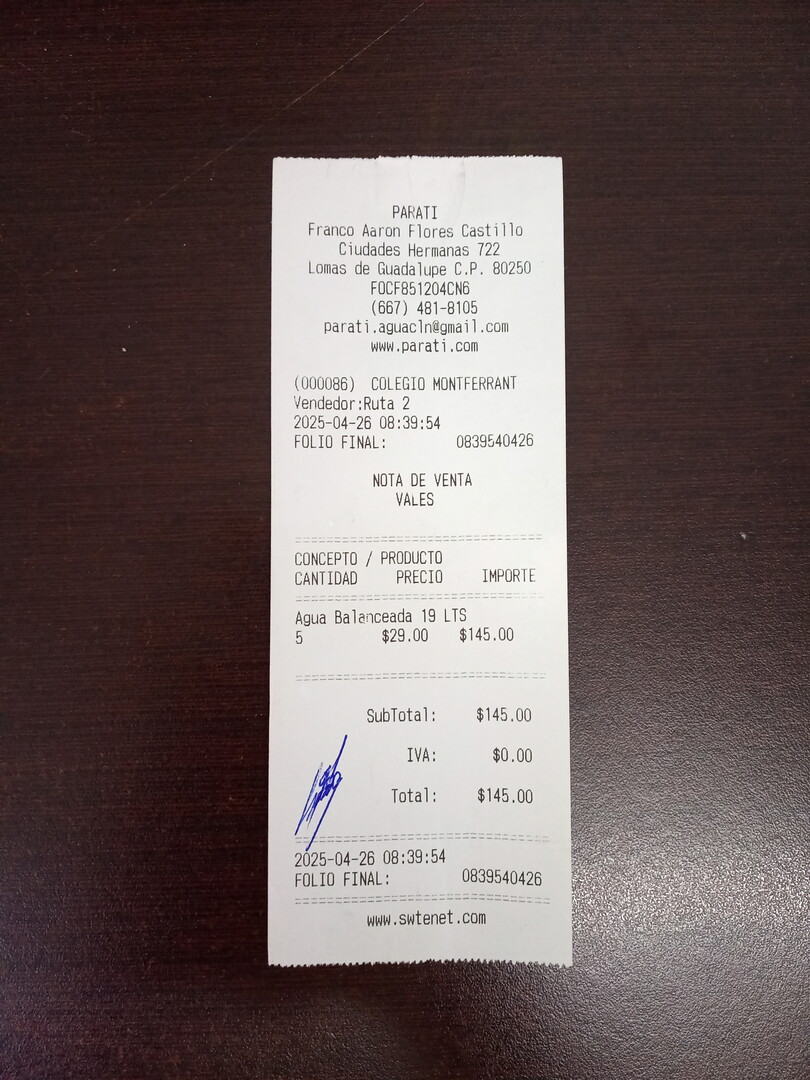 PARATI
Franco Aaron Flores Castillo
Ciudades Hermanas 722
Lomas de Guadalupe C.P. 80250
FOCF851204CN6
(667) 481-8105
parati.aguacln@gmail.com
www.parati.com
(000086) COLEGIO MONTFERRANT
Vendedor:Ruta 2
2025-04-26 08:39:54
FOLIO FINAL: 0839540426
NOTA DE VENTA
VALES
CONCEPTO / PRODUCTO
CANTIDAD PRECIO IMPORTE
Agua Balanceada 19 LTS
5 $29.00 $145.00
SubTotal: $145.00
IVA: $0.00
Total: $145.00
2025-04-26 08:39:54
FOLIO FINAL: 0839540426
www.swtenet.com